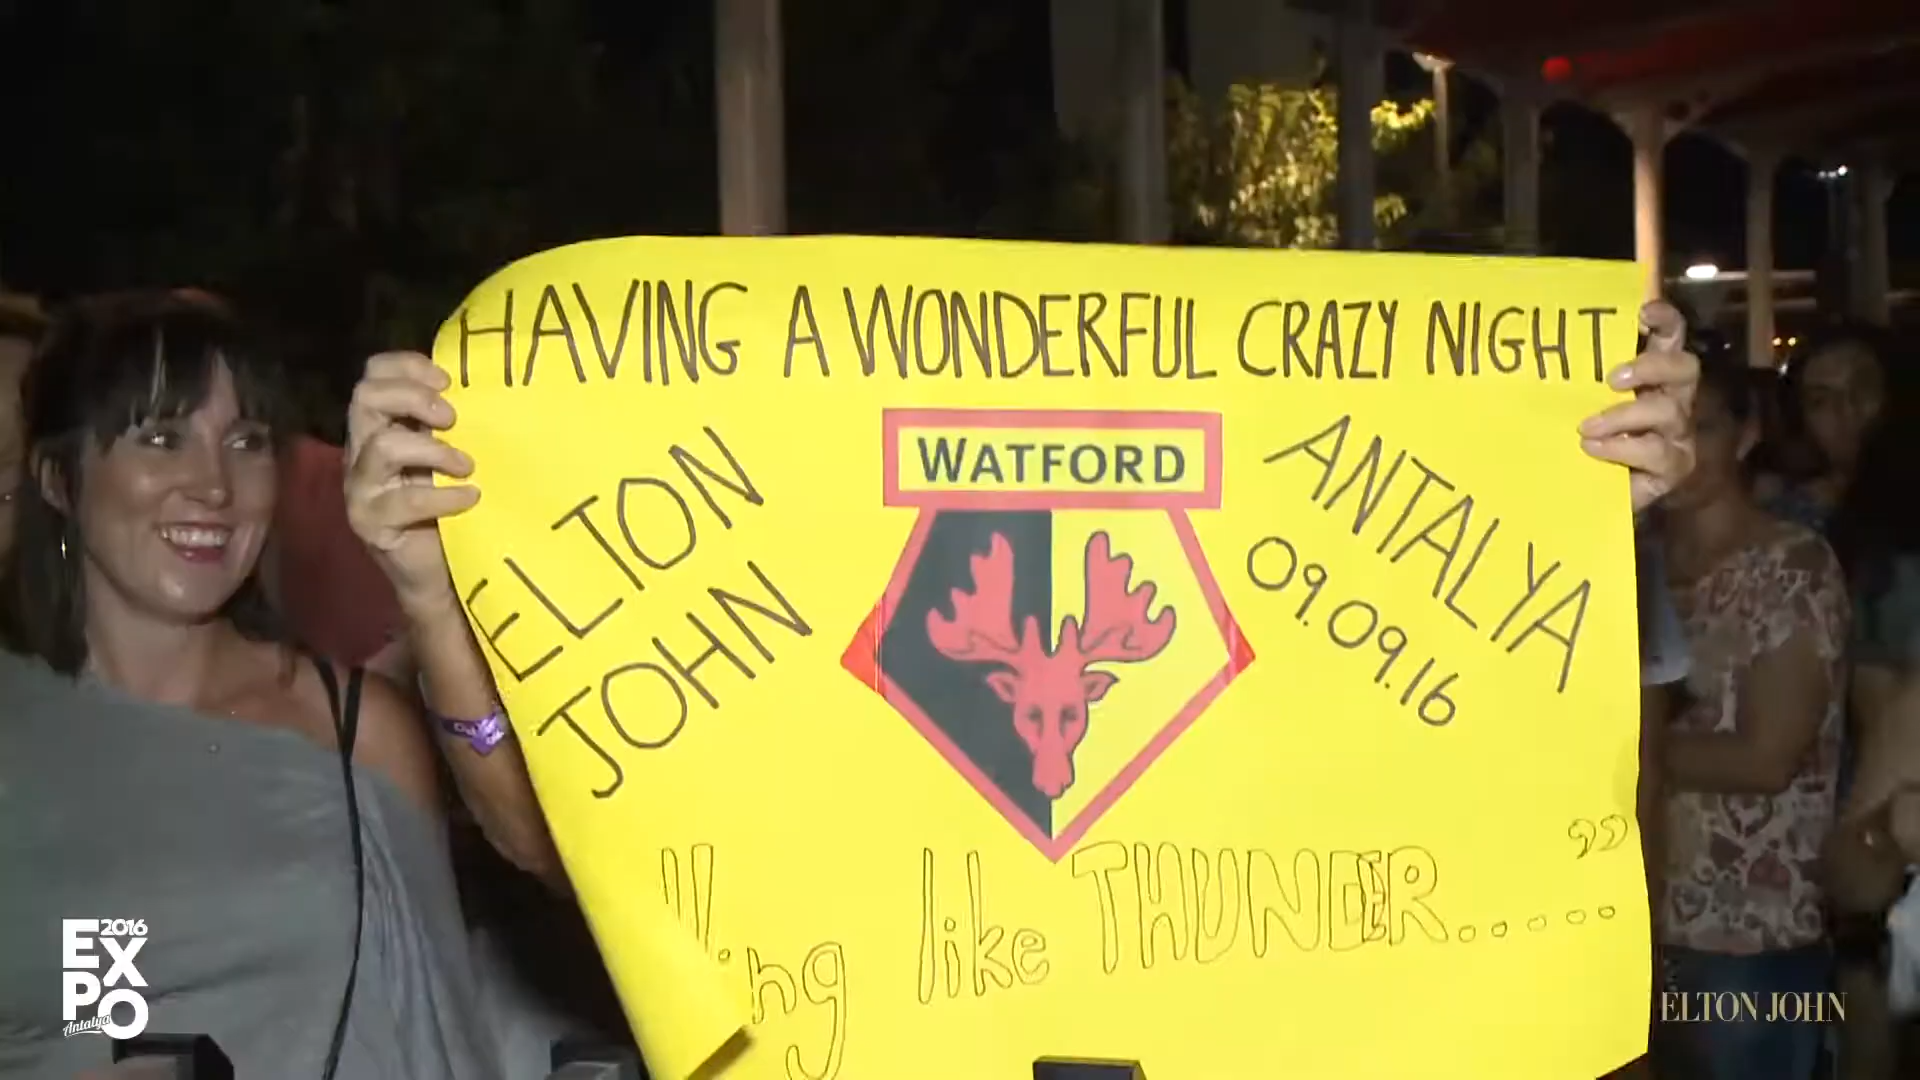 HAVING A WONDERFUL CRAZY NIGHT
ELTON
JOHN
WATFORD
ANTALYA
09.09.16
like THUNDER..... ”
2016
EXPO
Antalya
ELTON JOHN